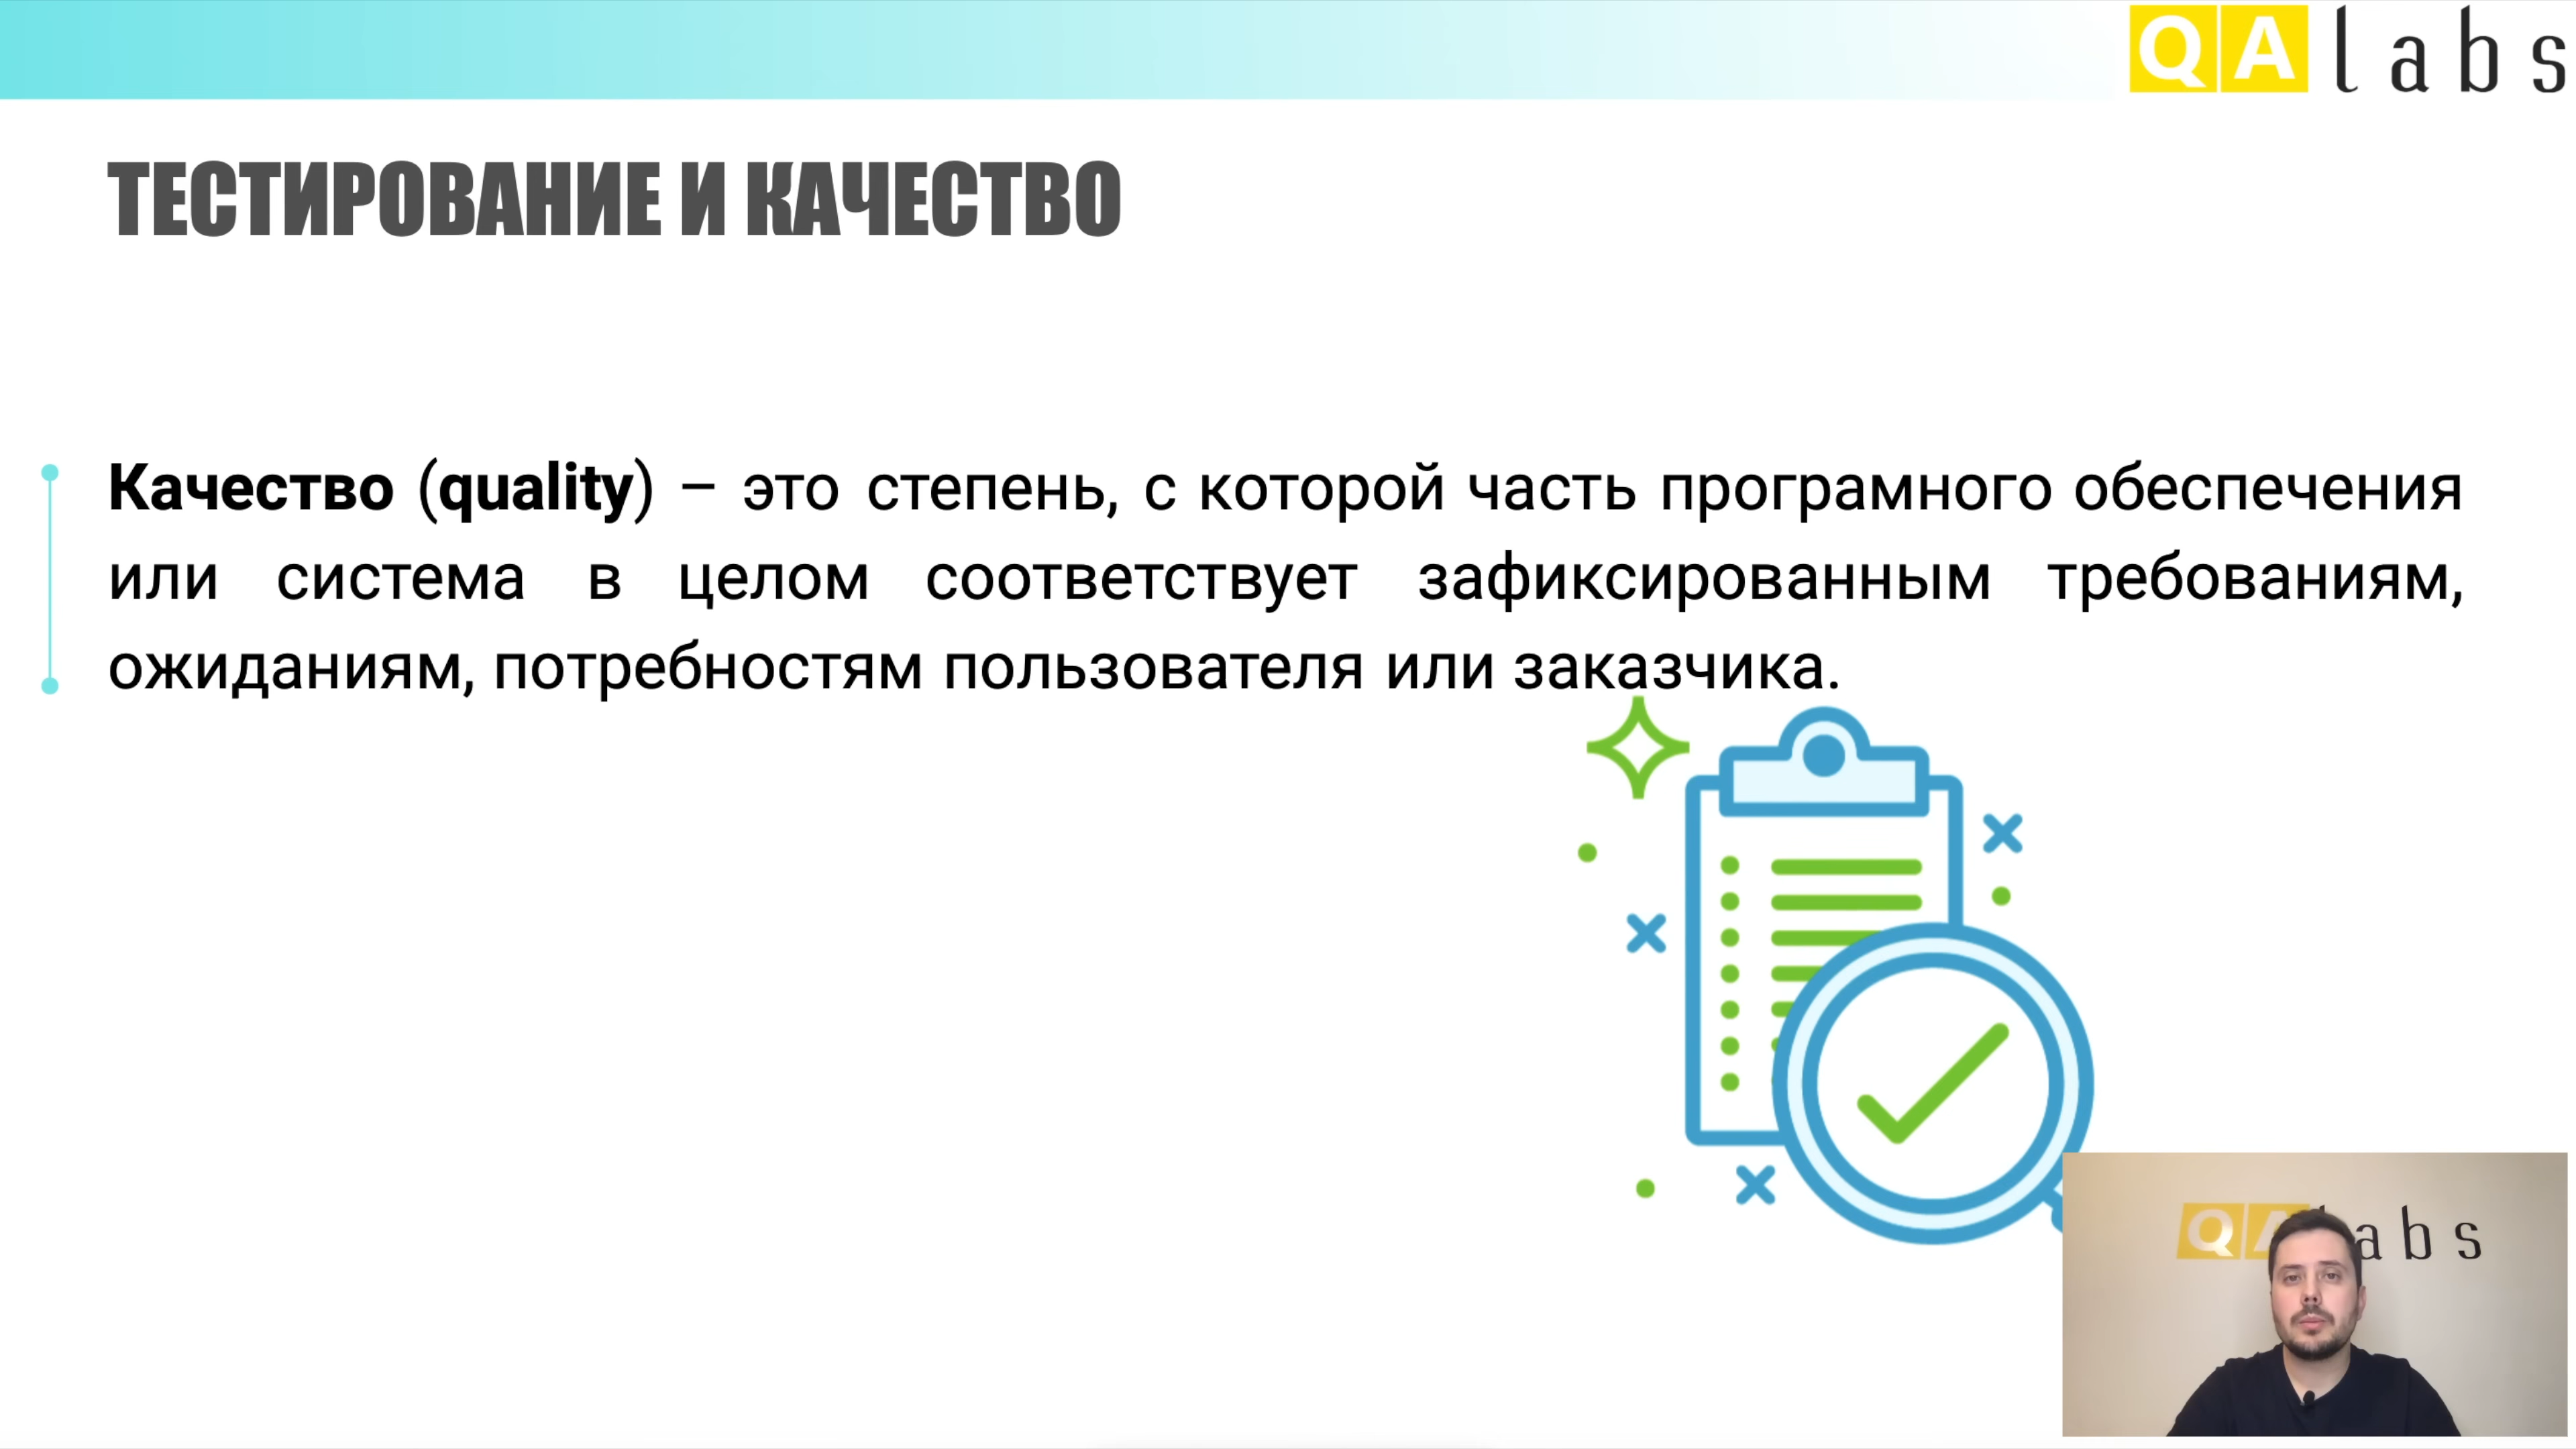 QA labs
ТЕСТИРОВАНИЕ И КАЧЕСТВО
Качество (quality) – это степень, с которой часть програмного обеспечения
или система в целом соответствует зафиксированным требованиям,
ожиданиям, потребностям пользователя или заказчика.
QA labs